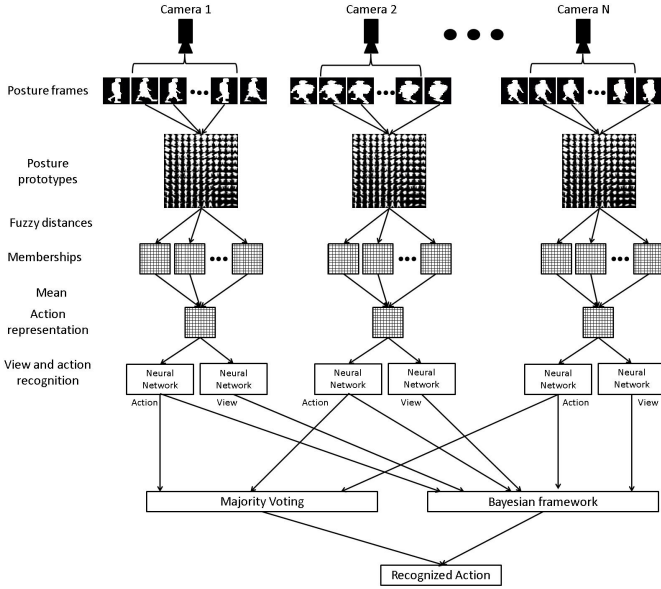 Camera 1
Camera 2
Camera N
Posture frames
Posture
prototypes
Fuzzy distances
Memberships
Mean
Action
representation
View and action
recognition
Neural
Network
Neural
Network
Neural
Network
Neural
Network
Neural
Network
Neural
Network
Action
View
Action
View
Action
View
Majority Voting
Bayesian framework
Recognized Action